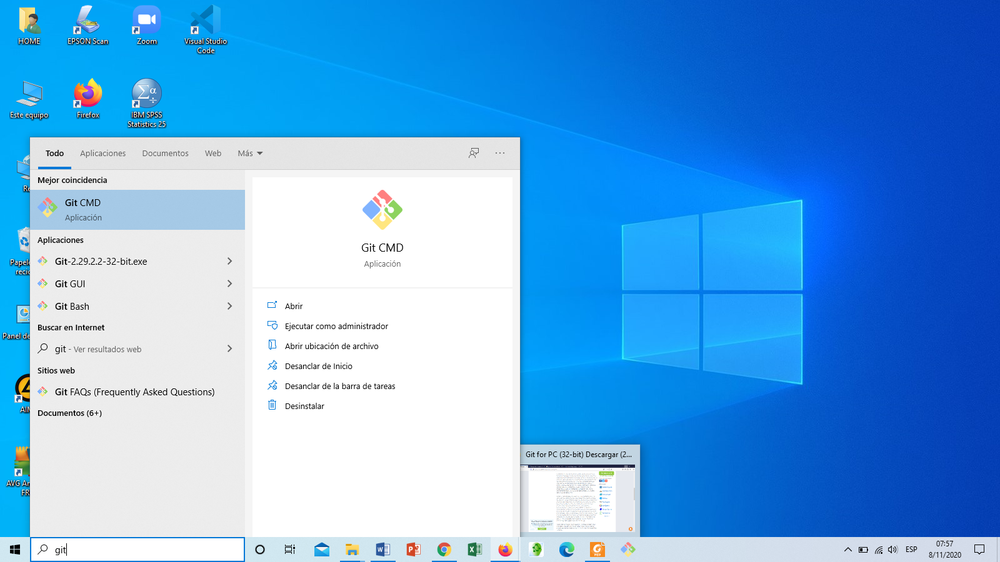 HOME
EPSON Scan
Zoom
Visual Studio
Code
Este equipo
Firefox
IBM SPSS
Statistics 25
Re
Papele
recic
Panel de
AIM
AVG An
FR
Todo
Aplicaciones
Documentos
Web
Más
Mejor coincidencia
Git CMD
Aplicación
Aplicaciones
Git-2.29.2.2-32-bit.exe
Git GUI
Git Bash
Buscar en Internet
git - Ver resultados web
Sitios web
Git FAQs (Frequently Asked Questions)
Documentos (6+)
Git CMD
Aplicación
Abrir
Ejecutar como administrador
Abrir ubicación de archivo
Desanclar de Inicio
Desanclar de la barra de tareas
Desinstalar
Git for PC (32-bit) Descargar (2...
git
ESP
07:57
8/11/2020